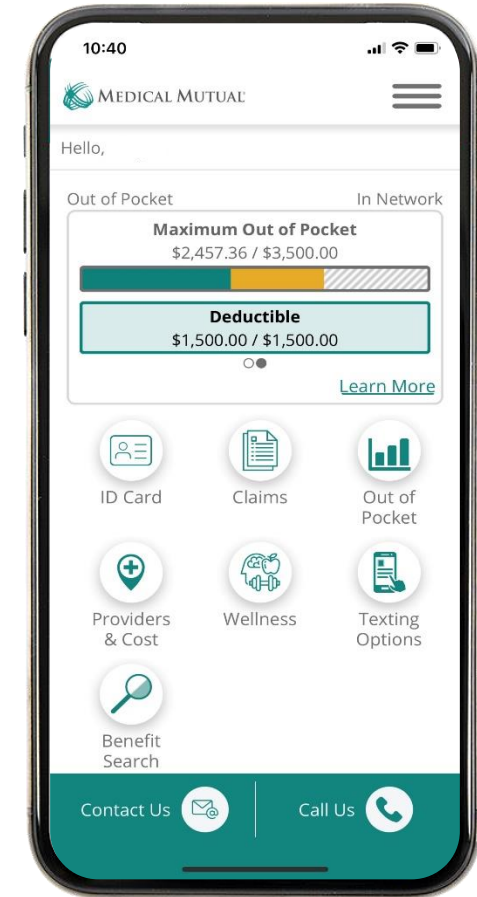 10:40
MEDICAL MUTUAL
Hello,
Out of Pocket In Network
Maximum Out of Pocket
$2,457.36 / $3,500.00
Deductible
$1,500.00 / $1,500.00
Learn More
ID Card Claims Out of
Pocket
Providers Wellness Texting
& Cost Options
Benefit
Search
Contact Us Call Us